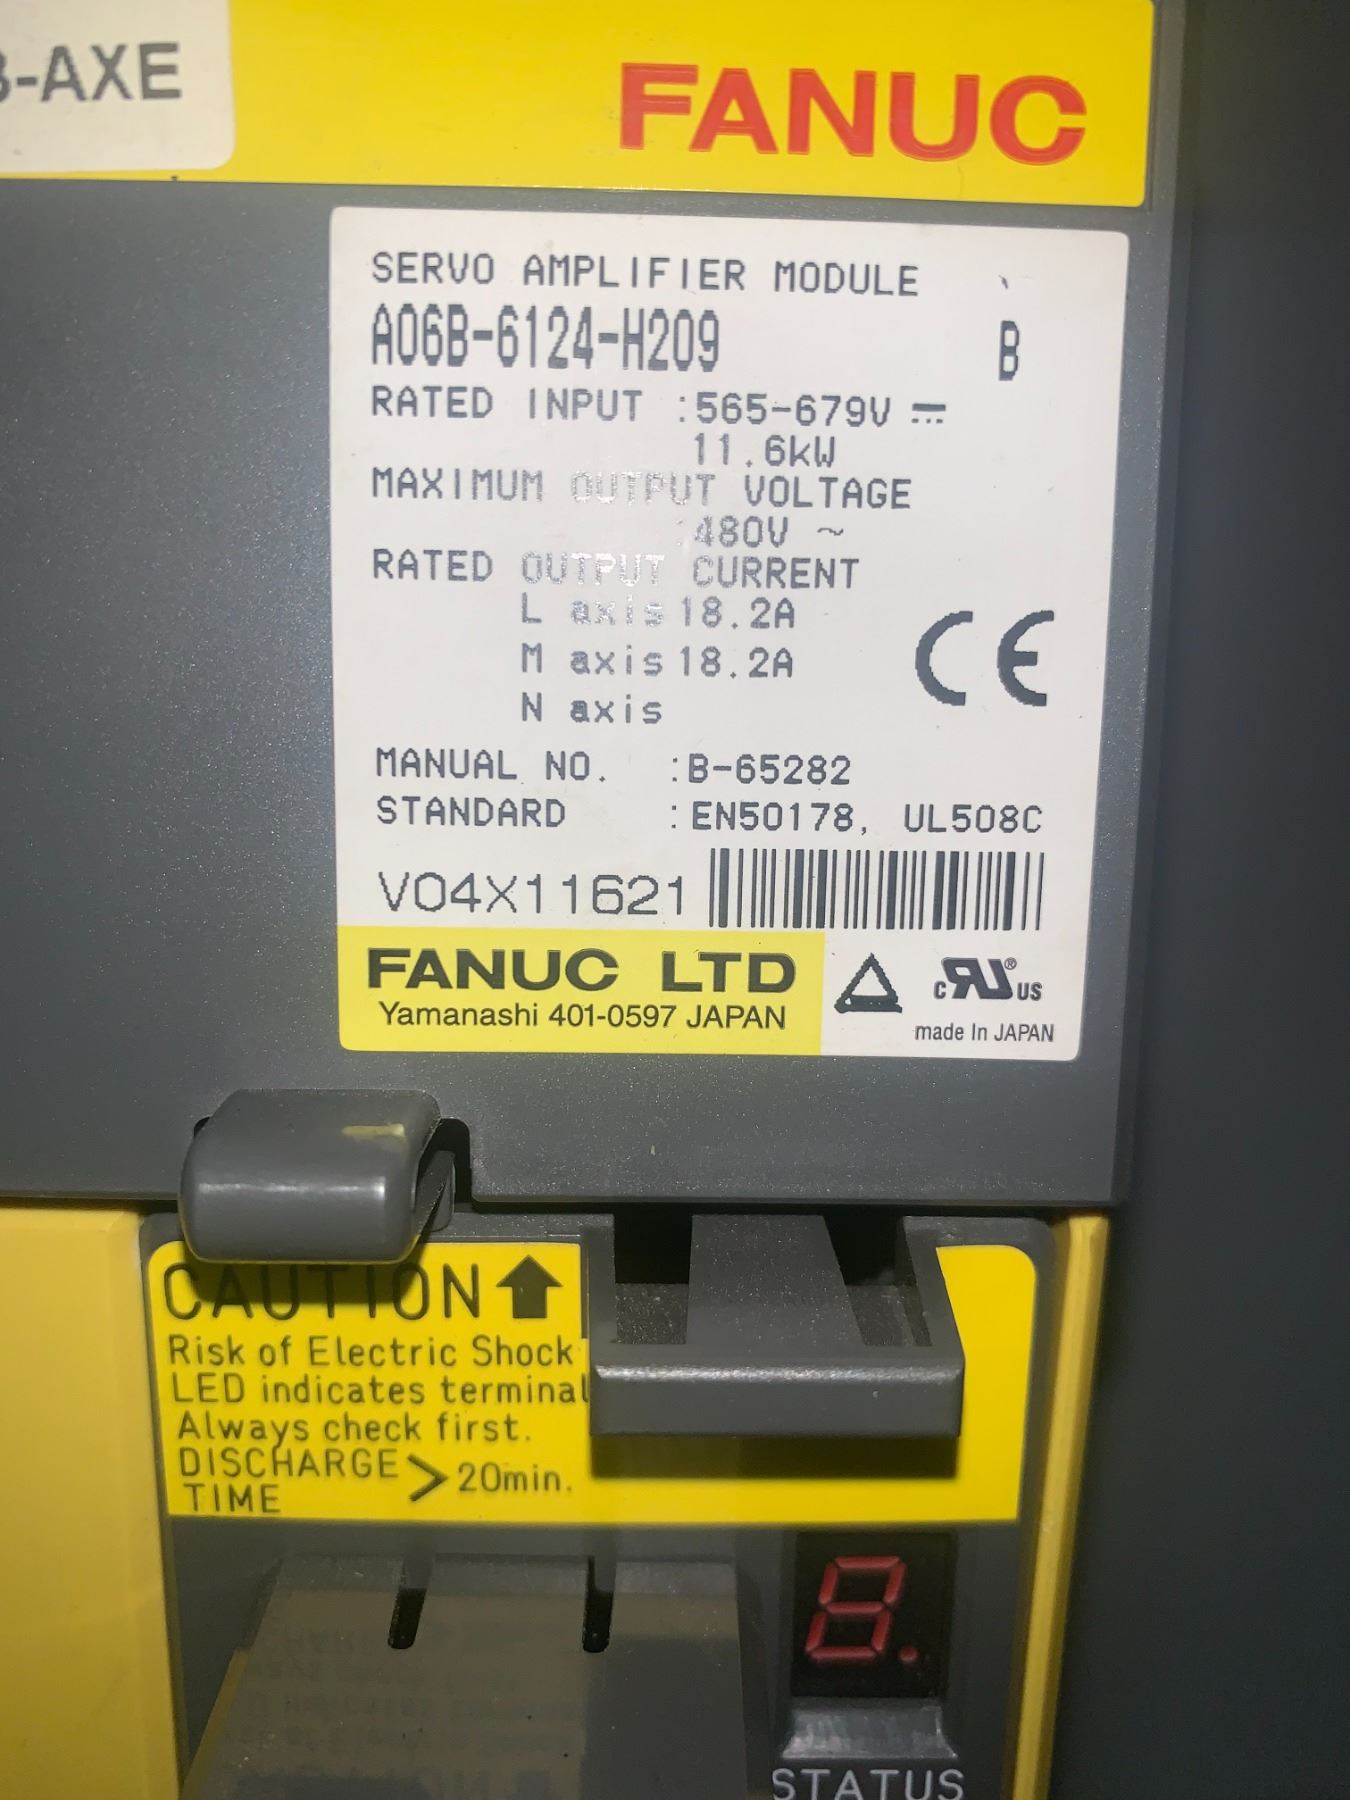 -AXE
FANUC
SERVO AMPLIFIER MODULE
A06B-6124-H209 B
RATED INPUT :565-679V ⎓
11.6kW
MAXIMUM OUTPUT VOLTAGE
:480V ~
RATED OUTPUT CURRENT
L axis 18.2A
M axis 18.2A
N axis
CE
MANUAL NO. :B-65282
STANDARD :EN50178, UL508C
V04X11621
FANUC LTD
Yamanashi 401-0597 JAPAN
c RU ® US
made In JAPAN
CAUTION
Risk of Electric Shock
LED indicates terminal
Always check first.
DISCHARGE TIME > 20min.
8.
STATUS